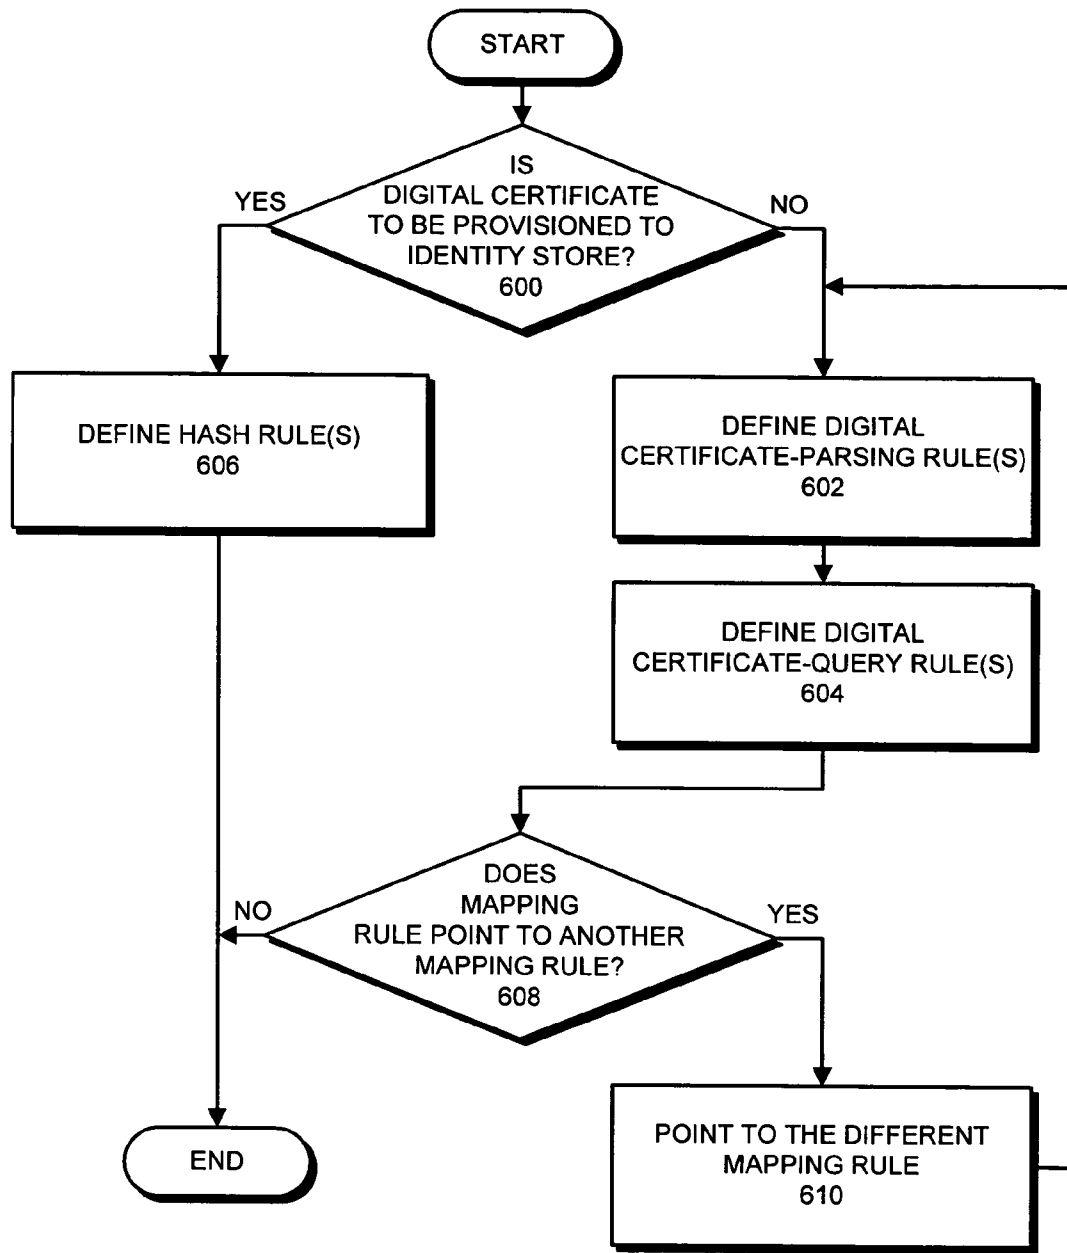 START
IS
DIGITAL CERTIFICATE
TO BE PROVISIONED TO
IDENTITY STORE?
600
YES
NO
DEFINE HASH RULE(S)
606
DEFINE DIGITAL
CERTIFICATE-PARSING RULE(S)
602
DEFINE DIGITAL
CERTIFICATE-QUERY RULE(S)
604
DOES
MAPPING
RULE POINT TO ANOTHER
MAPPING RULE?
608
NO
YES
POINT TO THE DIFFERENT
MAPPING RULE
610
END